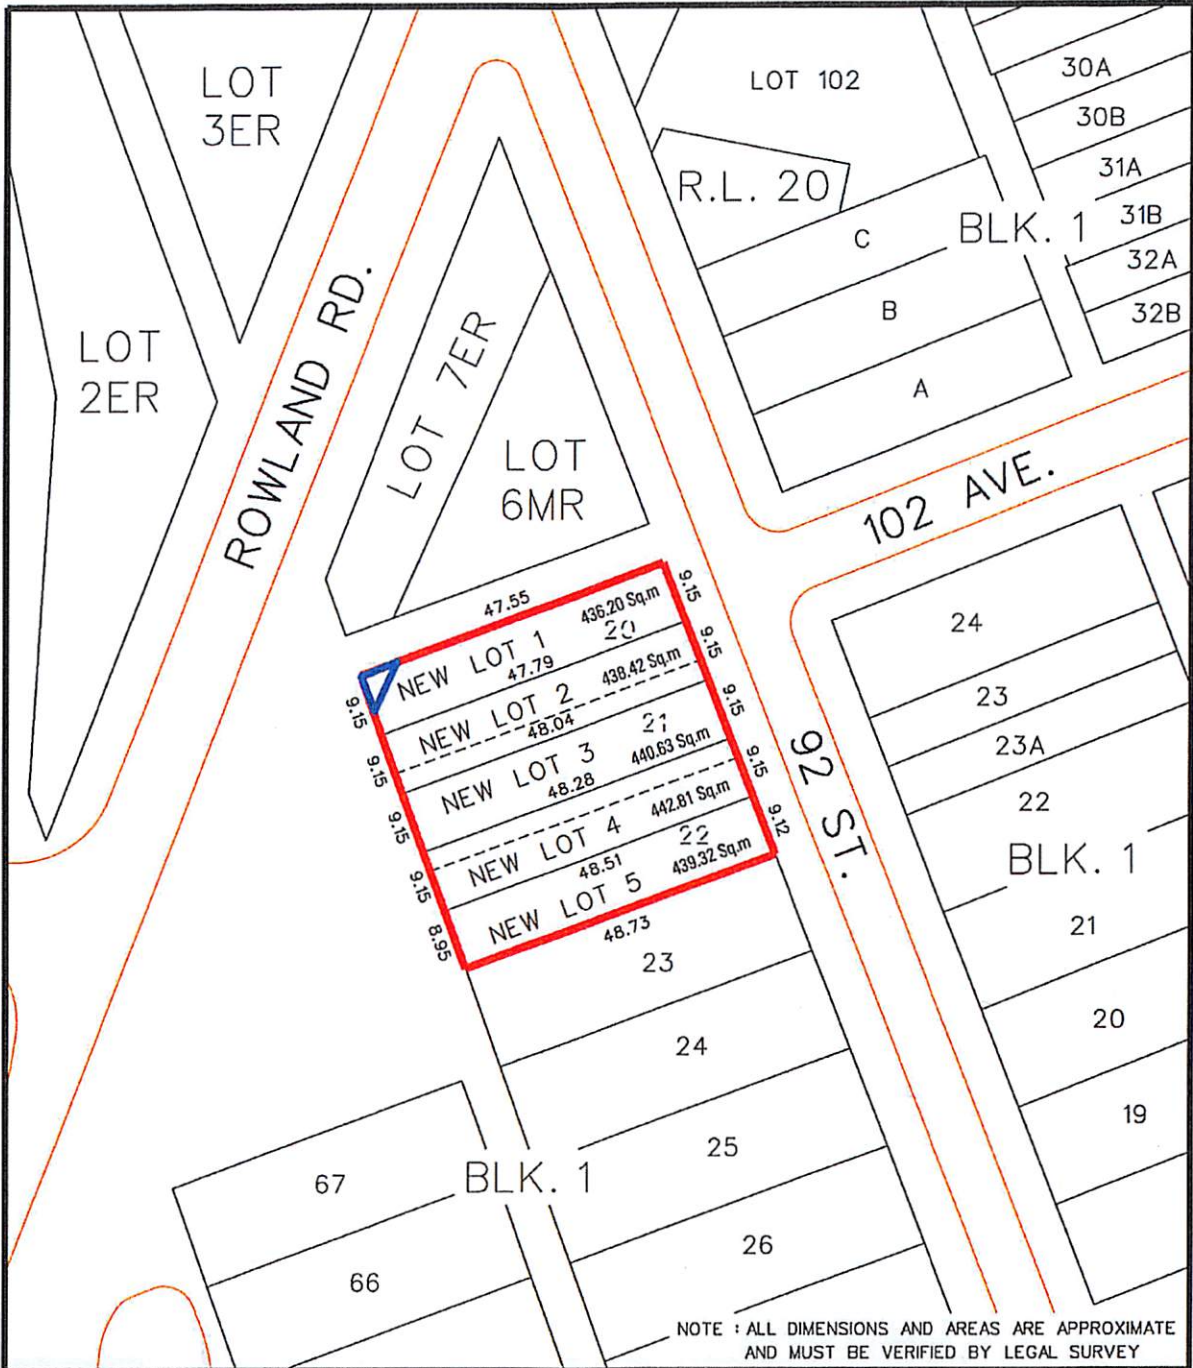 LOT
3ER
LOT 102
30A
30B
31A
31B
32A
32B
R.L. 20
C
BLK. 1
B
A
LOT
2ER
ROWLAND RD.
LOT 7ER
LOT
6MR
102 AVE.
47.55
436.20 Sq.m
9.15
NEW LOT 1
20
47.79
9.15
NEW LOT 2
438.42 Sq.m
9.15
48.04
9.15
NEW LOT 3
21
440.63 Sq.m
9.15
48.28
9.15
NEW LOT 4
442.81 Sq.m
9.15
48.51
22
9.15
NEW LOT 5
439.32 Sq.m
9.12
8.95
48.73
92 ST.
24
23
23A
22
BLK. 1
21
20
19
23
24
25
26
67
BLK. 1
66
NOTE : ALL DIMENSIONS AND AREAS ARE APPROXIMATE
AND MUST BE VERIFIED BY LEGAL SURVEY